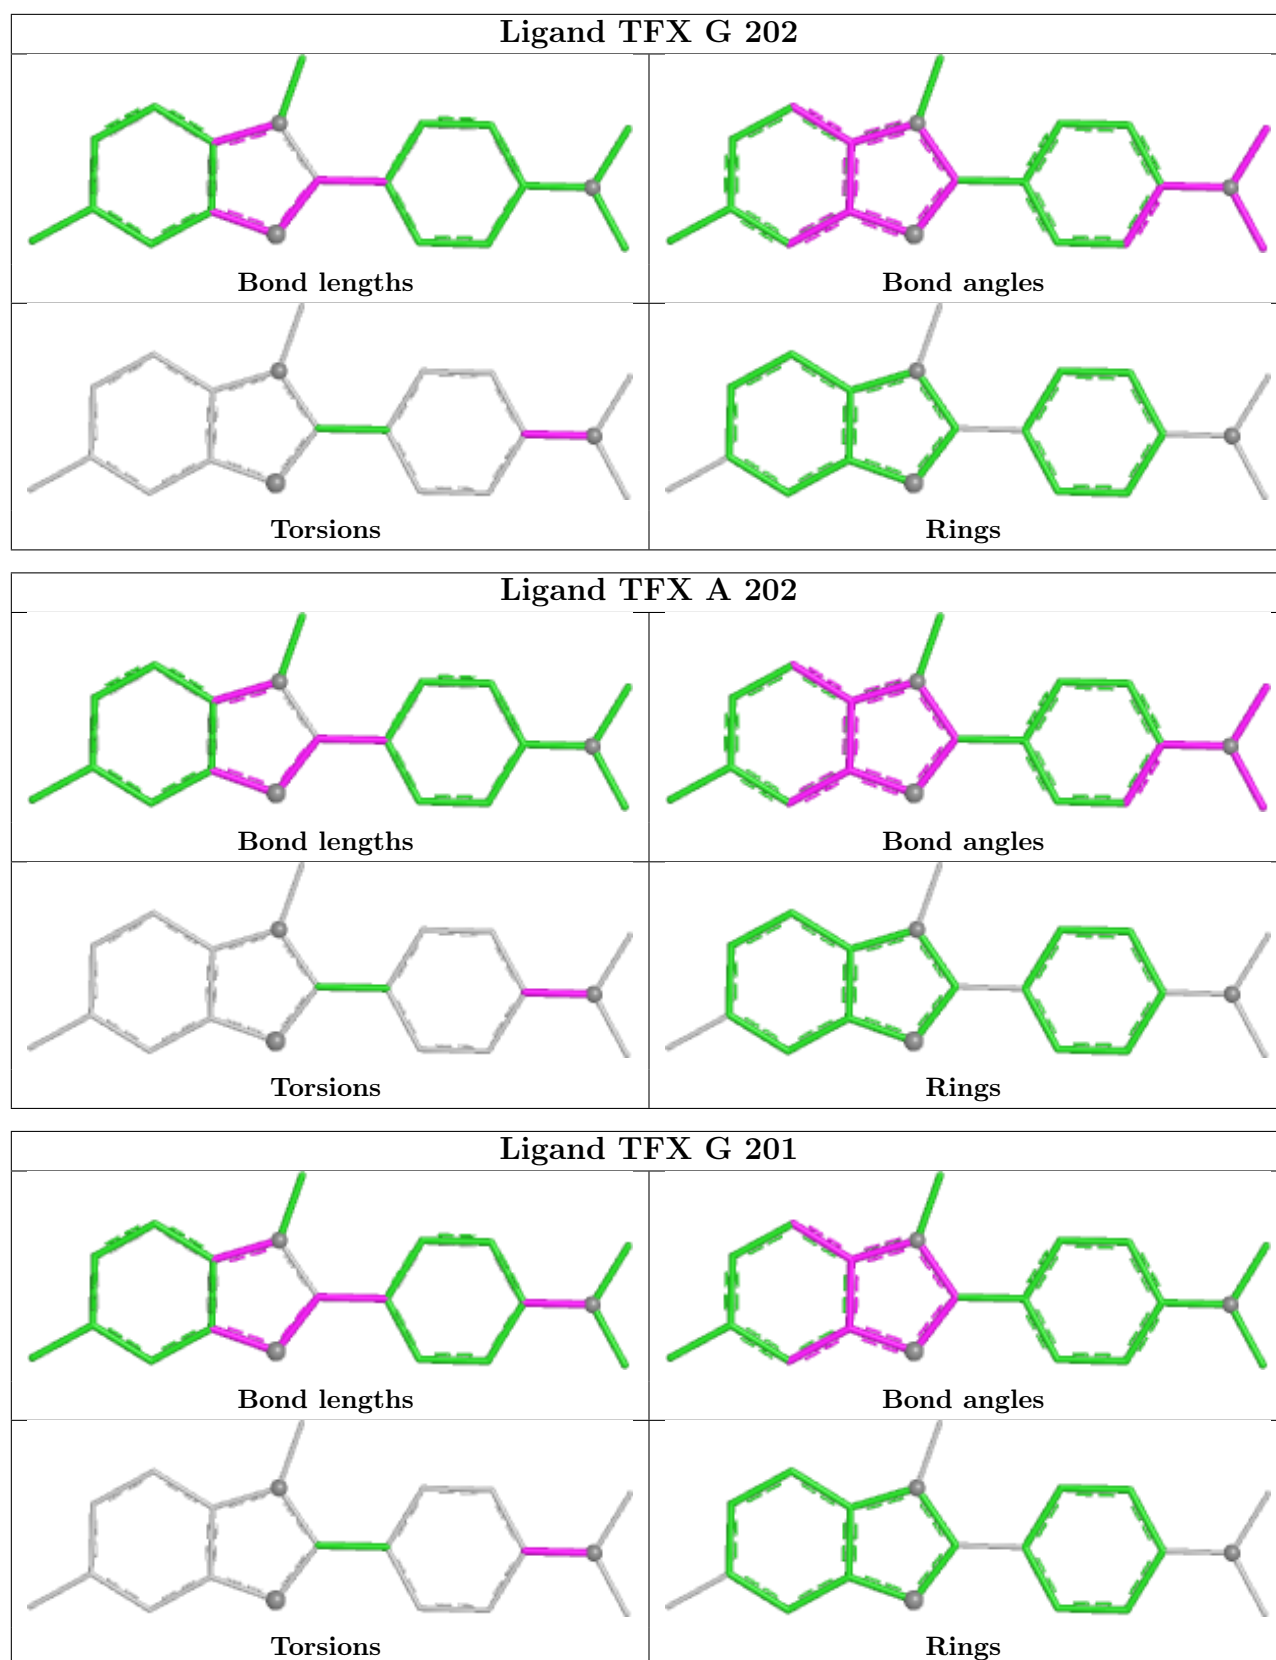 Ligand TFX G 202
Bond lengths
Bond angles
Torsions
Rings
Ligand TFX A 202
Bond lengths
Bond angles
Torsions
Rings
Ligand TFX G 201
Bond lengths
Bond angles
Torsions
Rings